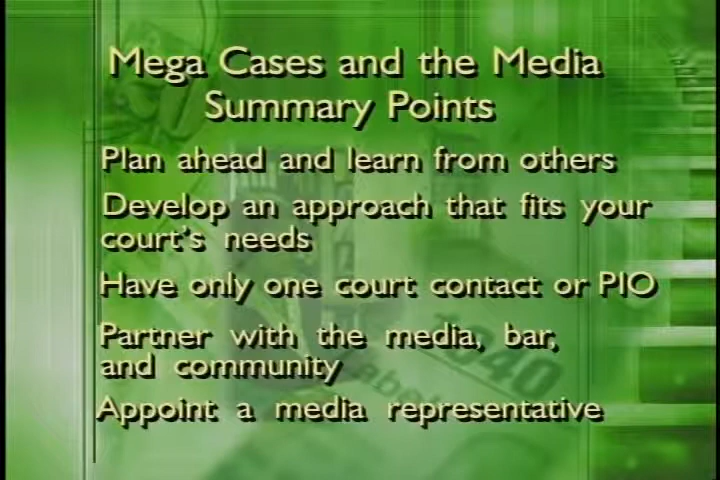 Mega Cases and the Media
Summary Points
Plan ahead and learn from others
Develop an approach that fits your
court's needs
Have only one court contact or PIO
Partner with the media, bar,
and community
Appoint a media representative
1040